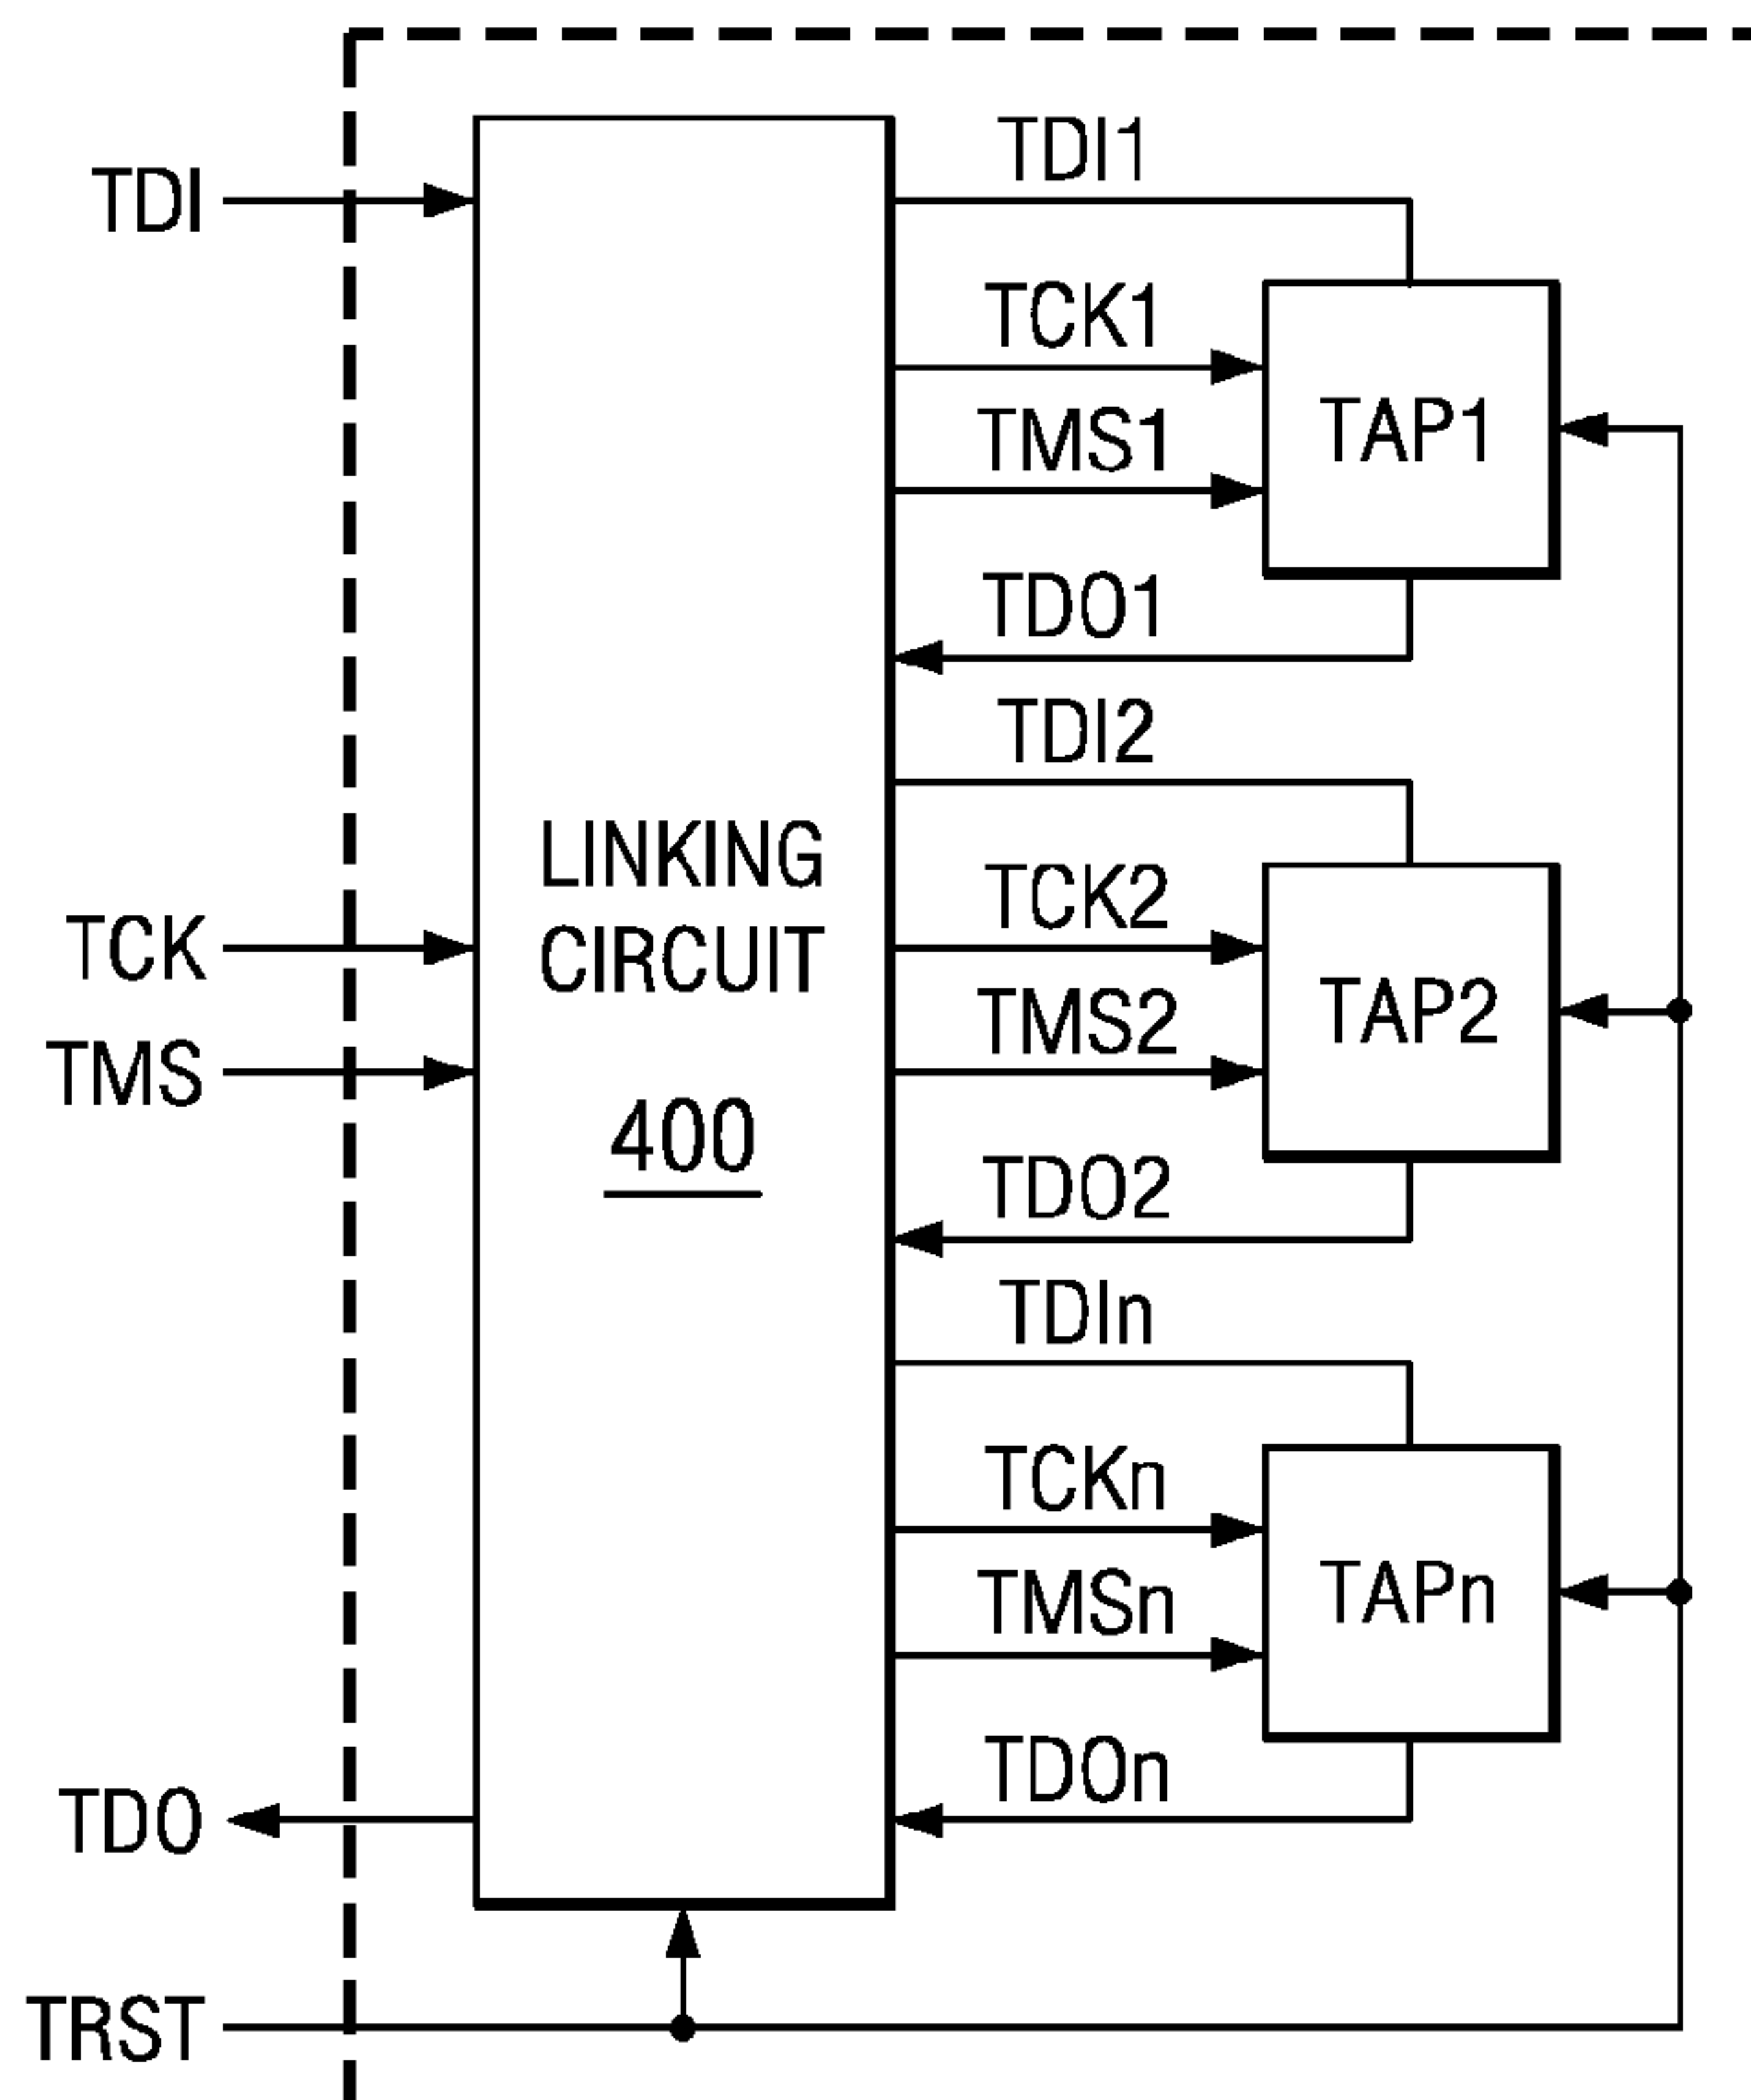 TDI
TCK
TMS
TDO
TRST
LINKING
CIRCUIT
400
TDI1
TCK1
TMS1
TDO1
TAP1
TDI2
TCK2
TMS2
TDO2
TAP2
TDIn
TCKn
TMSn
TDOn
TAPn